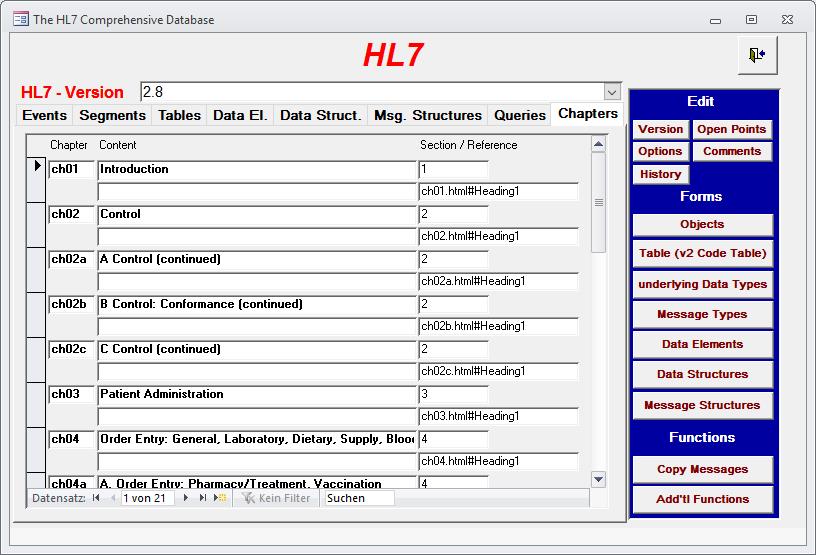 The HL7 Comprehensive Database
HL7
HL7 - Version 2.8
Events Segments Tables Data El. Data Struct. Msg. Structures Queries Chapters
Chapter Content Section / Reference
ch01 Introduction 1
ch01.html#Heading1
ch02 Control 2
ch02.html#Heading1
ch02a A Control (continued) 2
ch02a.html#Heading1
ch02b B Control: Conformance (continued) 2
ch02b.html#Heading1
ch02c C Control (continued) 2
ch02c.html#Heading1
ch03 Patient Administration 3
ch03.html#Heading1
ch04 Order Entry: General, Laboratory, Dietary, Supply, Bloo 4
ch04.html#Heading1
ch04a A. Order Entry: Pharmacy/Treatment, Vaccination 4
Datensatz: 1 von 21 Kein Filter Suchen
Edit
Version Open Points
Options Comments
History
Forms
Objects
Table (v2 Code Table)
underlying Data Types
Message Types
Data Elements
Data Structures
Message Structures
Functions
Copy Messages
Add'tl Functions